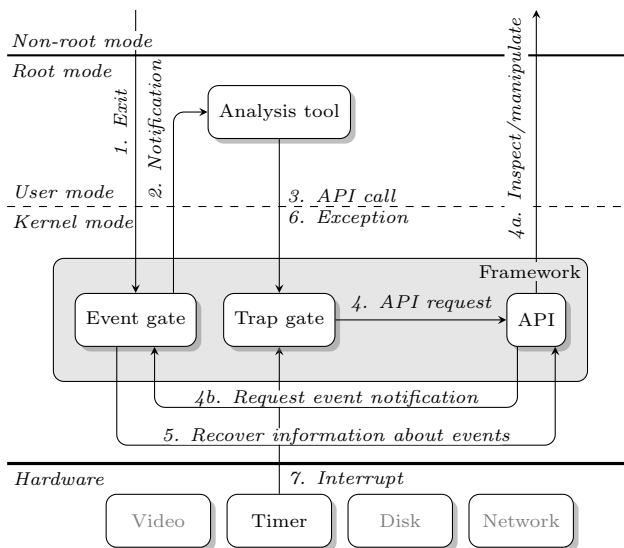 Non-root mode
Root mode
1. Exit
2. Notification
Analysis tool
4a. Inspect/manipulate
User mode
Kernel mode
3. API call
6. Exception
Framework
Event gate
Trap gate
4. API request
API
4b. Request event notification
5. Recover information about events
Hardware
7. Interrupt
Video
Timer
Disk
Network